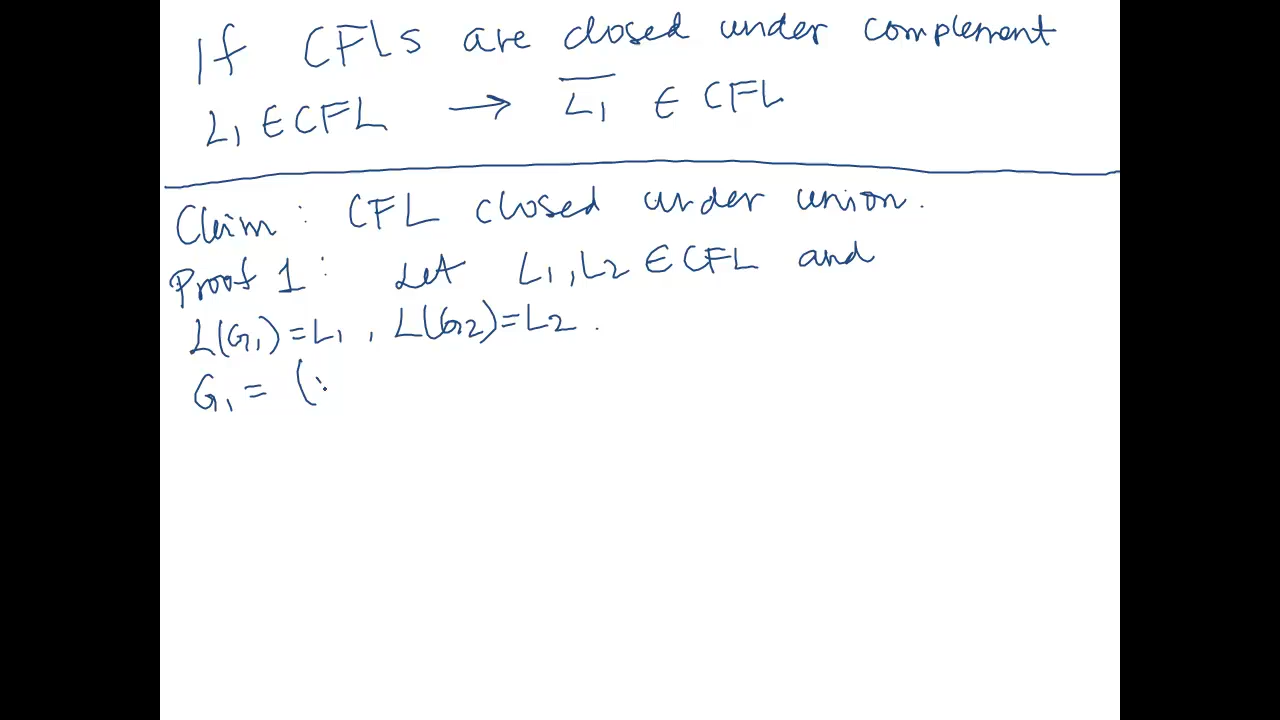 If CFLs are closed under complement
L₁ ∈ CFL → L̅₁ ∈ CFL
Claim : CFL closed under union.
Proof 1 : Let L₁, L₂ ∈ CFL and
L(G₁) = L₁ , L(G₂) = L₂ .
G₁ = (